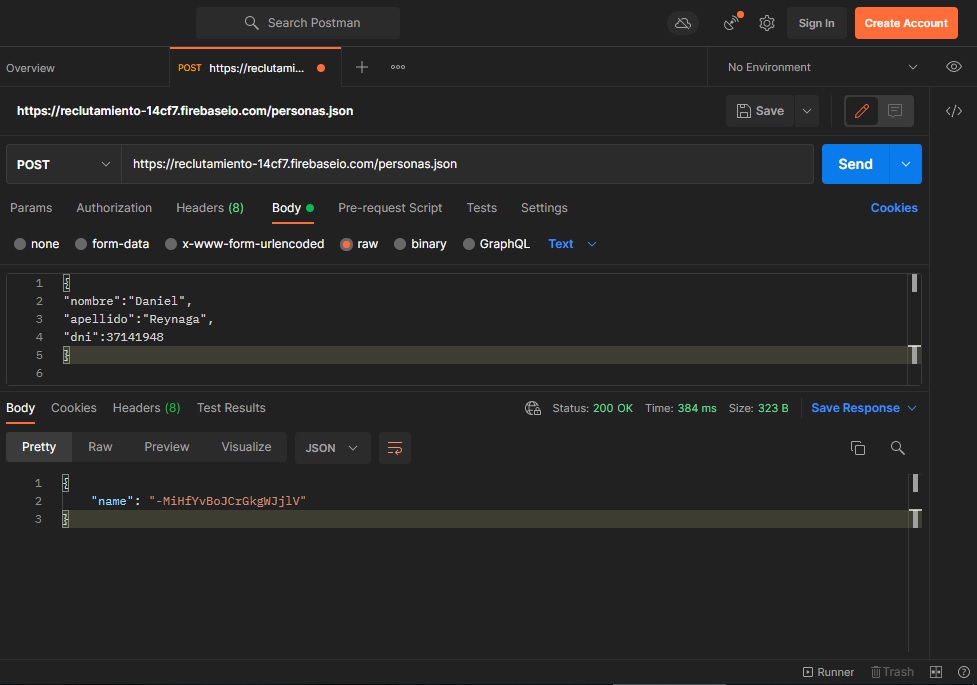 Search Postman
Sign In
Create Account
Overview
POST https://reclutami...
No Environment
https://reclutamiento-14cf7.firebaseio.com/personas.json
Save
POST
https://reclutamiento-14cf7.firebaseio.com/personas.json
Send
Params Authorization Headers (8) Body Pre-request Script Tests Settings Cookies
none form-data x-www-form-urlencoded raw binary GraphQL Text
1 {
2 "nombre":"Daniel",
3 "apellido":"Reynaga",
4 "dni":37141948
5 }
6
Body Cookies Headers (8) Test Results Status: 200 OK Time: 384 ms Size: 323 B Save Response
Pretty Raw Preview Visualize JSON
1 {
2 "name": "-MiHfYvBoJCrGkgWJjlV"
3 }
Runner Trash